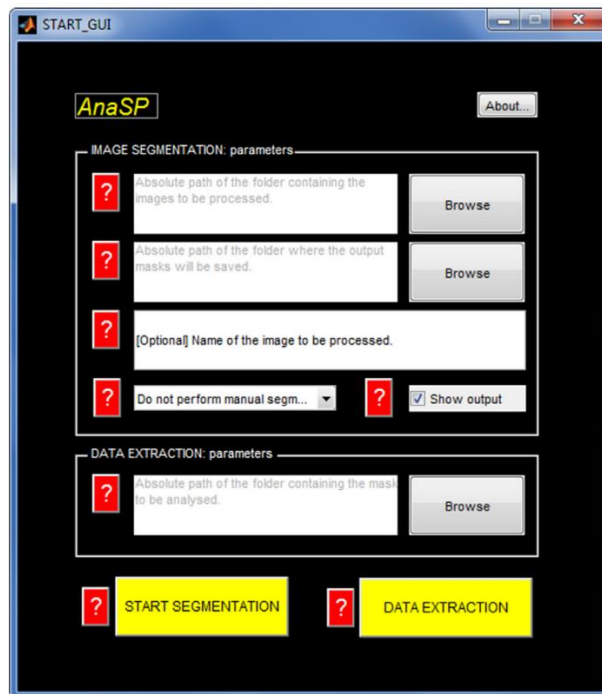 START_GUI
AnaSP
About...
IMAGE SEGMENTATION: parameters
?
Absolute path of the folder containing the
images to be processed.
Browse
?
Absolute path of the folder where the output
masks will be saved.
Browse
?
[Optional] Name of the image to be processed.
?
Do not perform manual segm...
?
Show output
DATA EXTRACTION: parameters
?
Absolute path of the folder containing the mask
to be analysed.
Browse
?
START SEGMENTATION
?
DATA EXTRACTION